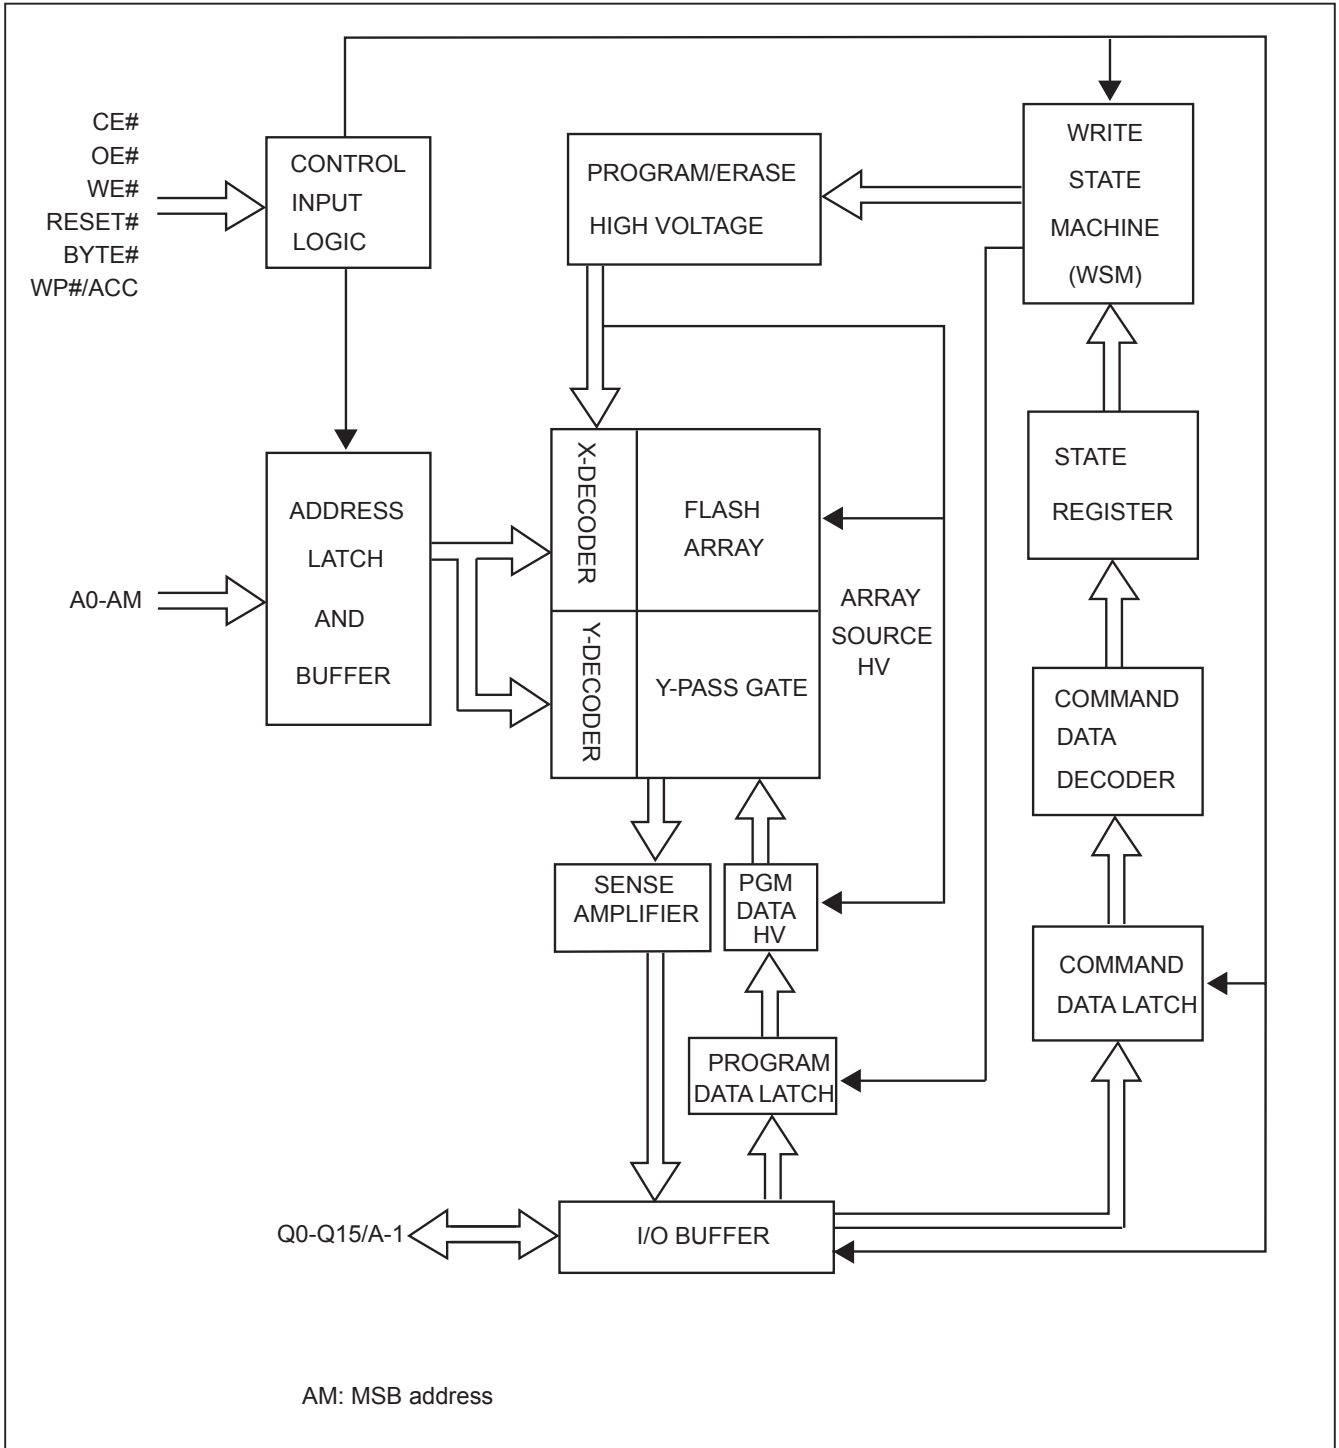 CE#
OE#
WE#
RESET#
BYTE#
WP#/ACC
CONTROL
INPUT
LOGIC
PROGRAM/ERASE
HIGH VOLTAGE
WRITE
STATE
MACHINE
(WSM)
STATE
REGISTER
A0-AM
ADDRESS
LATCH
AND
BUFFER
X-DECODER
FLASH
ARRAY
Y-DECODER
Y-PASS GATE
ARRAY
SOURCE
HV
COMMAND
DATA
DECODER
SENSE
AMPLIFIER
PGM
DATA
HV
COMMAND
DATA LATCH
PROGRAM
DATA LATCH
Q0-Q15/A-1
I/O BUFFER
AM: MSB address